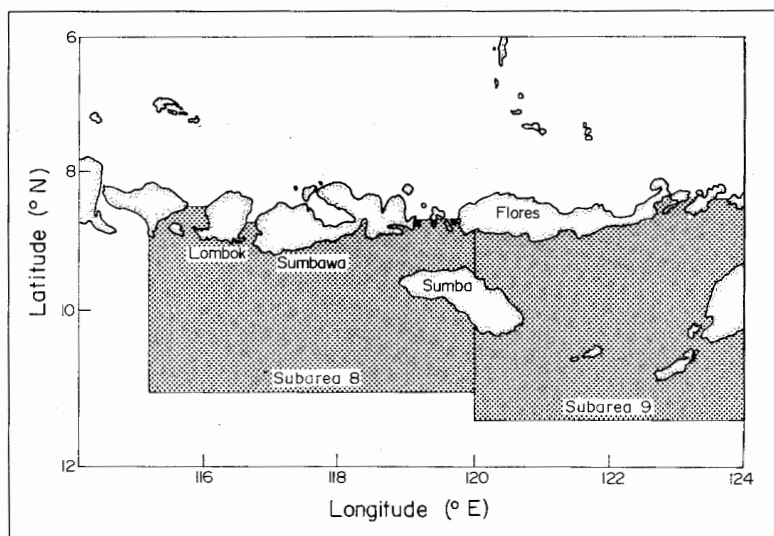 6
8
10
12
Latitude (° N)
Lombok
Sumbawa
Sumba
Flores
Subarea 8
Subarea 9
116
118
120
122
124
Longitude (° E)